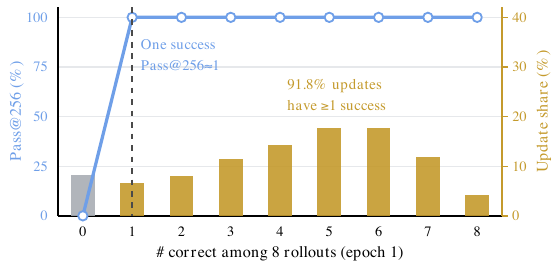 100
75
50
25
0
Pass@256 (%)
One success
Pass@256=1
91.8% updates
have ≥1 success
40
30
20
10
0
Update share (%)
0 1 2 3 4 5 6 7 8
# correct among 8 rollouts (epoch 1)